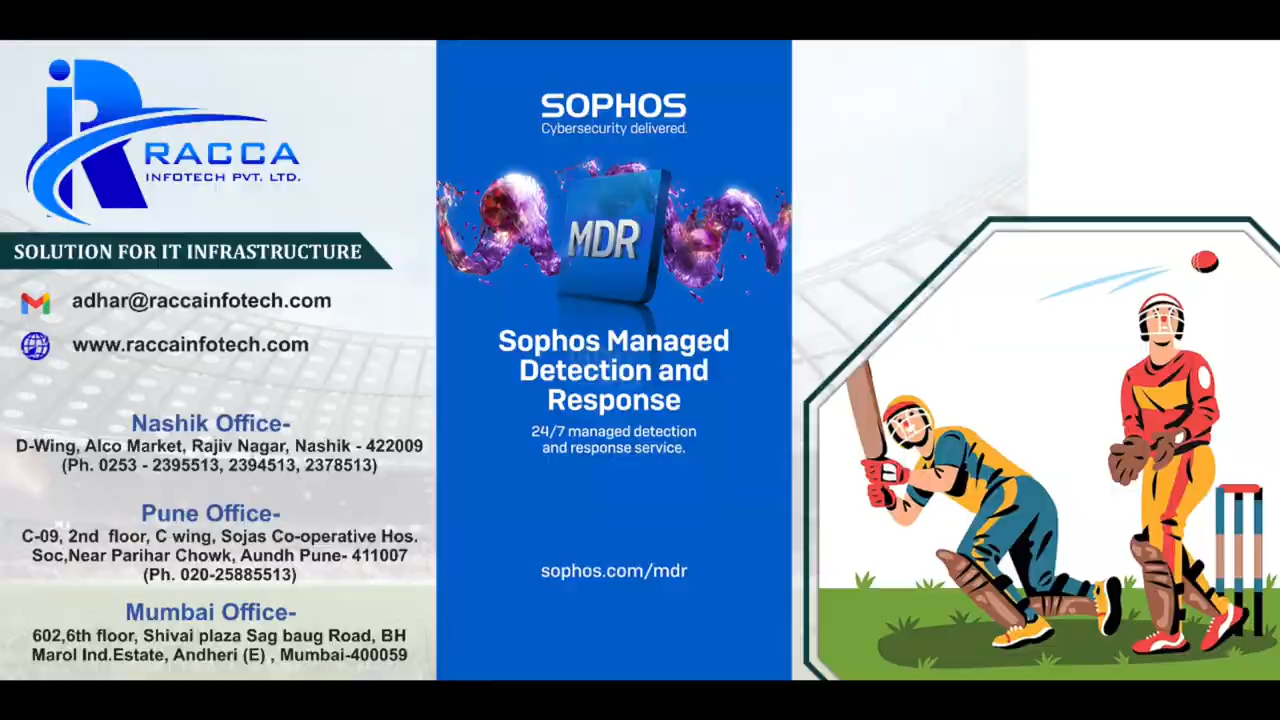 iR
RACCA
INFOTECH PVT. LTD.
SOLUTION FOR IT INFRASTRUCTURE
adhar@raccainfotech.com
www.raccainfotech.com
Nashik Office-
D-Wing, Alco Market, Rajiv Nagar, Nashik - 422009
(Ph. 0253 - 2395513, 2394513, 2378513)
Pune Office-
C-09, 2nd floor, C wing, Sojas Co-operative Hos.
Soc,Near Parihar Chowk, Aundh Pune- 411007
(Ph. 020-25885513)
Mumbai Office-
602,6th floor, Shivai plaza Sag baug Road, BH
Marol Ind.Estate, Andheri (E) , Mumbai-400059
SOPHOS
Cybersecurity delivered.
MDR
Sophos Managed
Detection and
Response
24/7 managed detection
and response service.
sophos.com/mdr